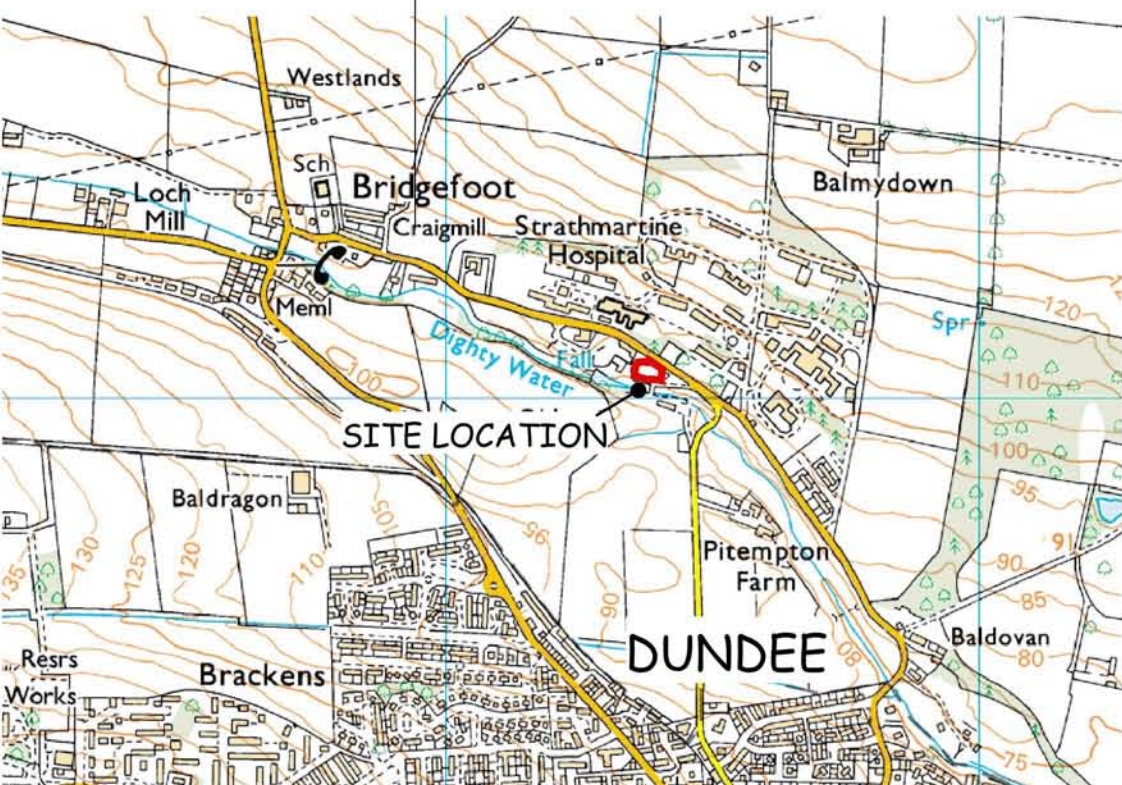 Westlands
Sch
Bridgefoot
Loch
Mill
Craigmill
Strathmartine
Hospital
Balmydown
Meml
Dighty Water
Fall
Spr
120
110
100
100
SITE LOCATION
Baldragon
105
95
95
91
135
130
125
120
110
90
90
85
80
80
75
Pitempton
Farm
DUNDEE
Baldovan
Resrs
Works
Brackens